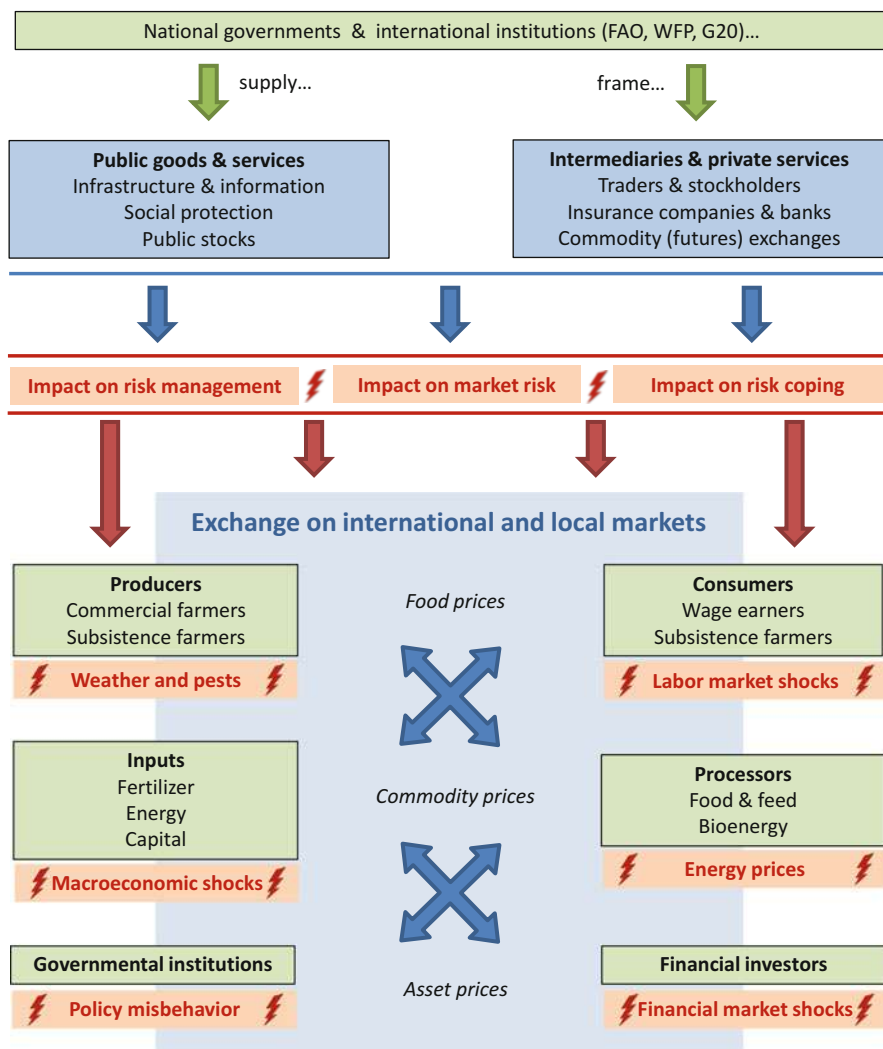 National governments & international institutions (FAO, WFP, G20)…
supply…
frame…
Public goods & services
Infrastructure & information
Social protection
Public stocks
Intermediaries & private services
Traders & stockholders
Insurance companies & banks
Commodity (futures) exchanges
Impact on risk management
Impact on market risk
Impact on risk coping
Exchange on international and local markets
Producers
Commercial farmers
Subsistence farmers
Weather and pests
Food prices
Consumers
Wage earners
Subsistence farmers
Labor market shocks
Inputs
Fertilizer
Energy
Capital
Macroeconomic shocks
Commodity prices
Processors
Food & feed
Bioenergy
Energy prices
Governmental institutions
Policy misbehavior
Asset prices
Financial investors
Financial market shocks